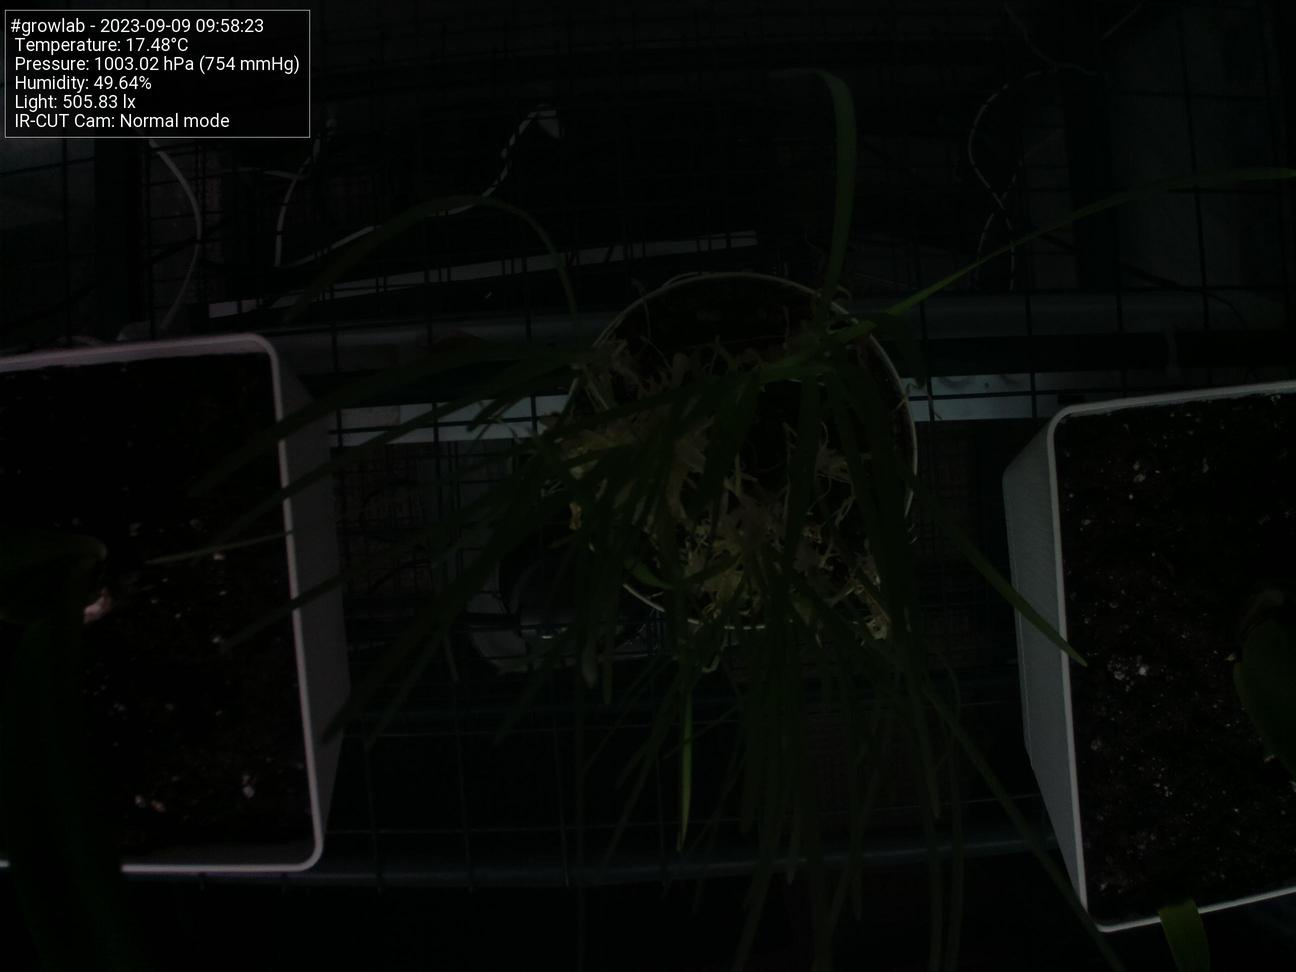 #growlab - 2023-09-09 09:58:23
Temperature: 17.48°C
Pressure: 1003.02 hPa (754 mmHg)
Humidity: 49.64%
Light: 505.83 lx
IR-CUT Cam: Normal mode